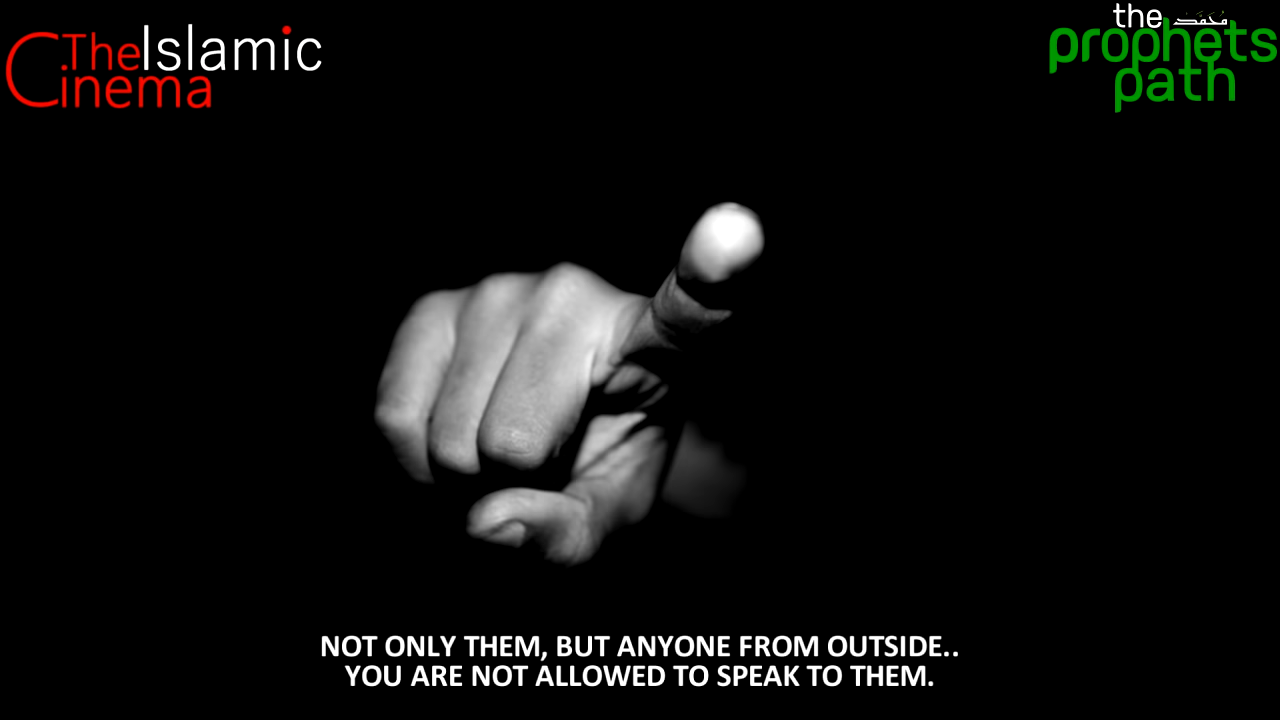 TheIslamic
Cinema
the محمد
prophets
path
NOT ONLY THEM, BUT ANYONE FROM OUTSIDE..
YOU ARE NOT ALLOWED TO SPEAK TO THEM.